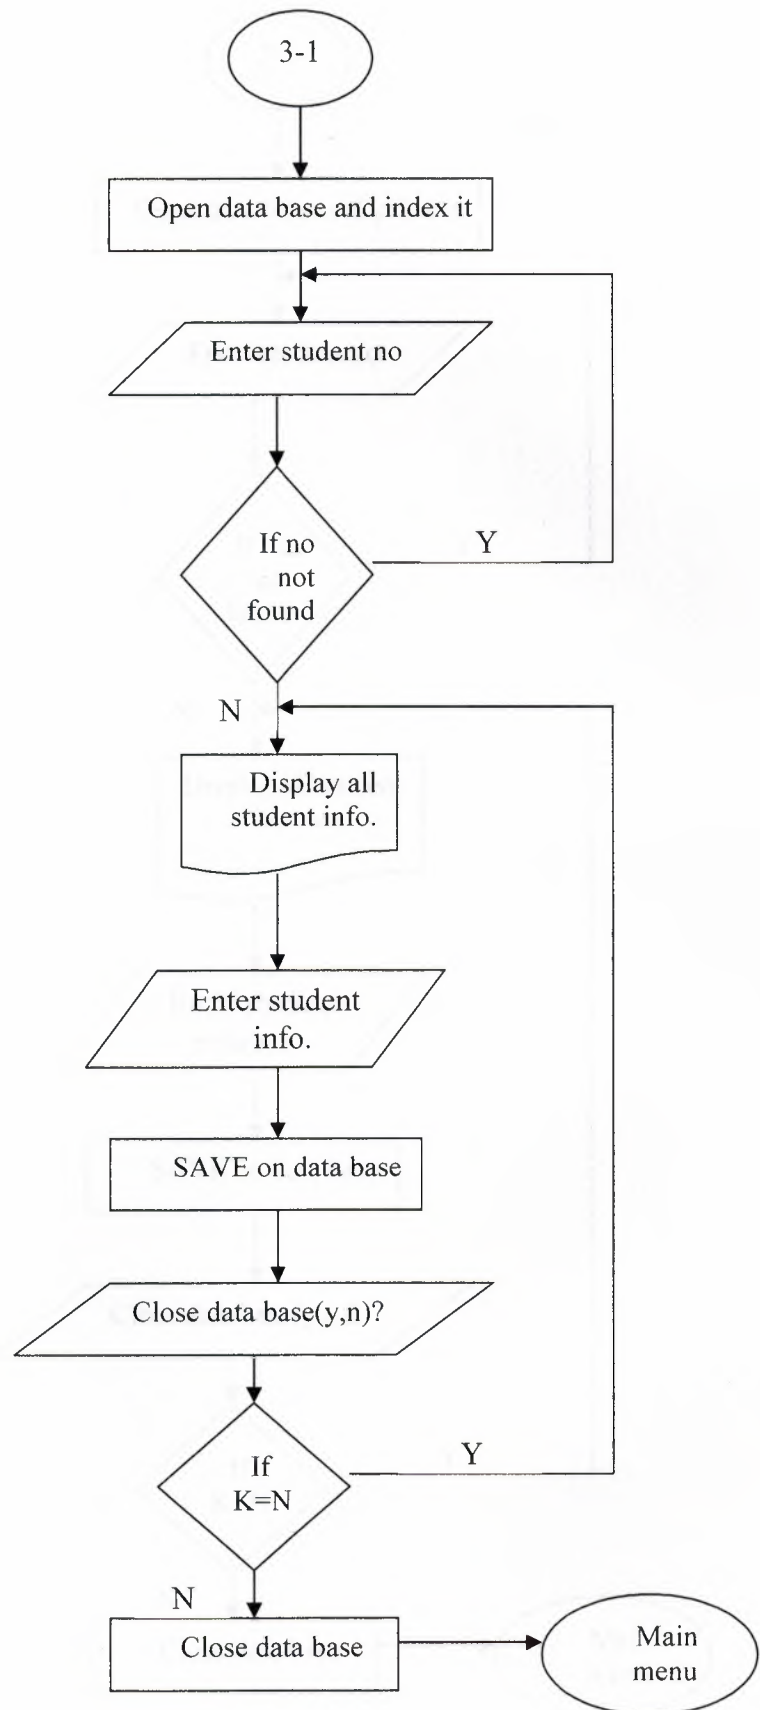 3-1
Open data base and index it
Enter student no
If no
not
found
Y
N
Display all
student info.
Enter student
info.
SAVE on data base
Close data base(y,n)?
If
K=N
Y
N
Close data base
Main
menu